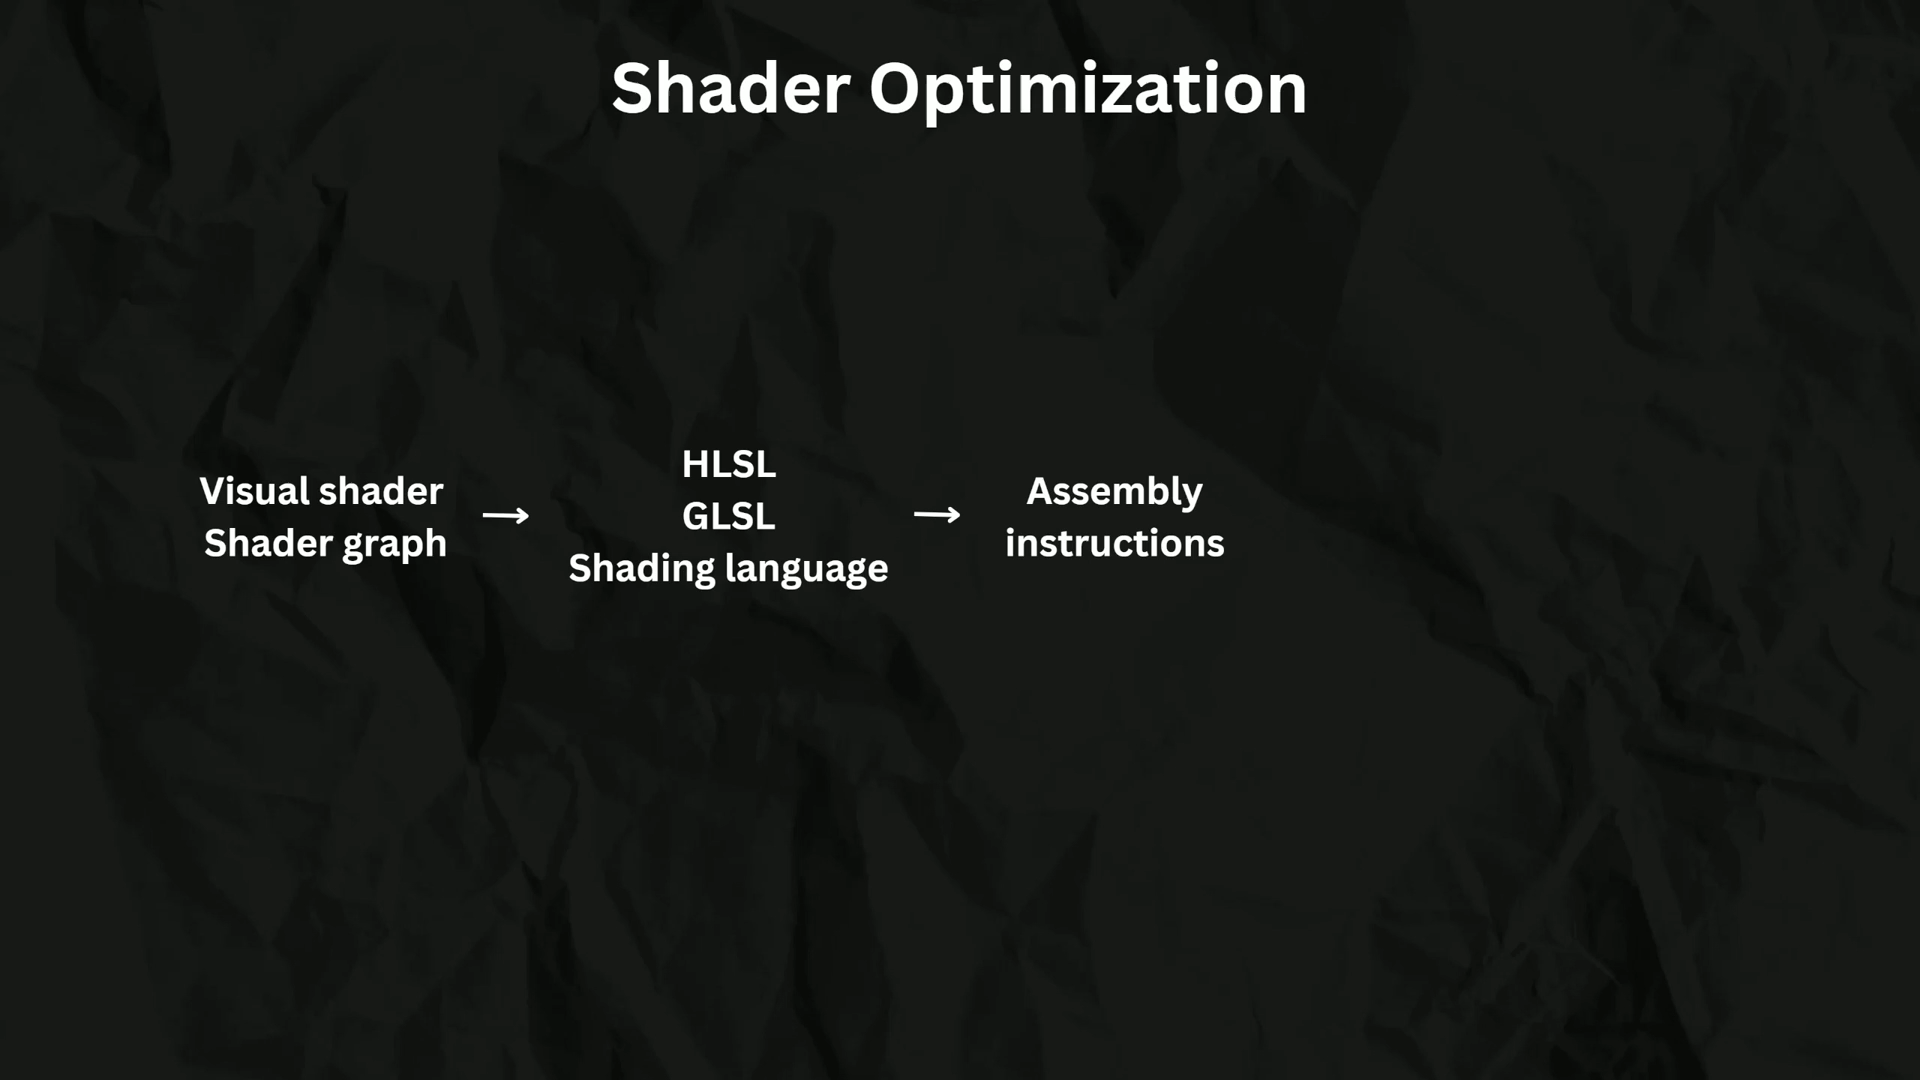 Shader Optimization
Visual shader
Shader graph
→
HLSL
GLSL
Shading language
→
Assembly
instructions